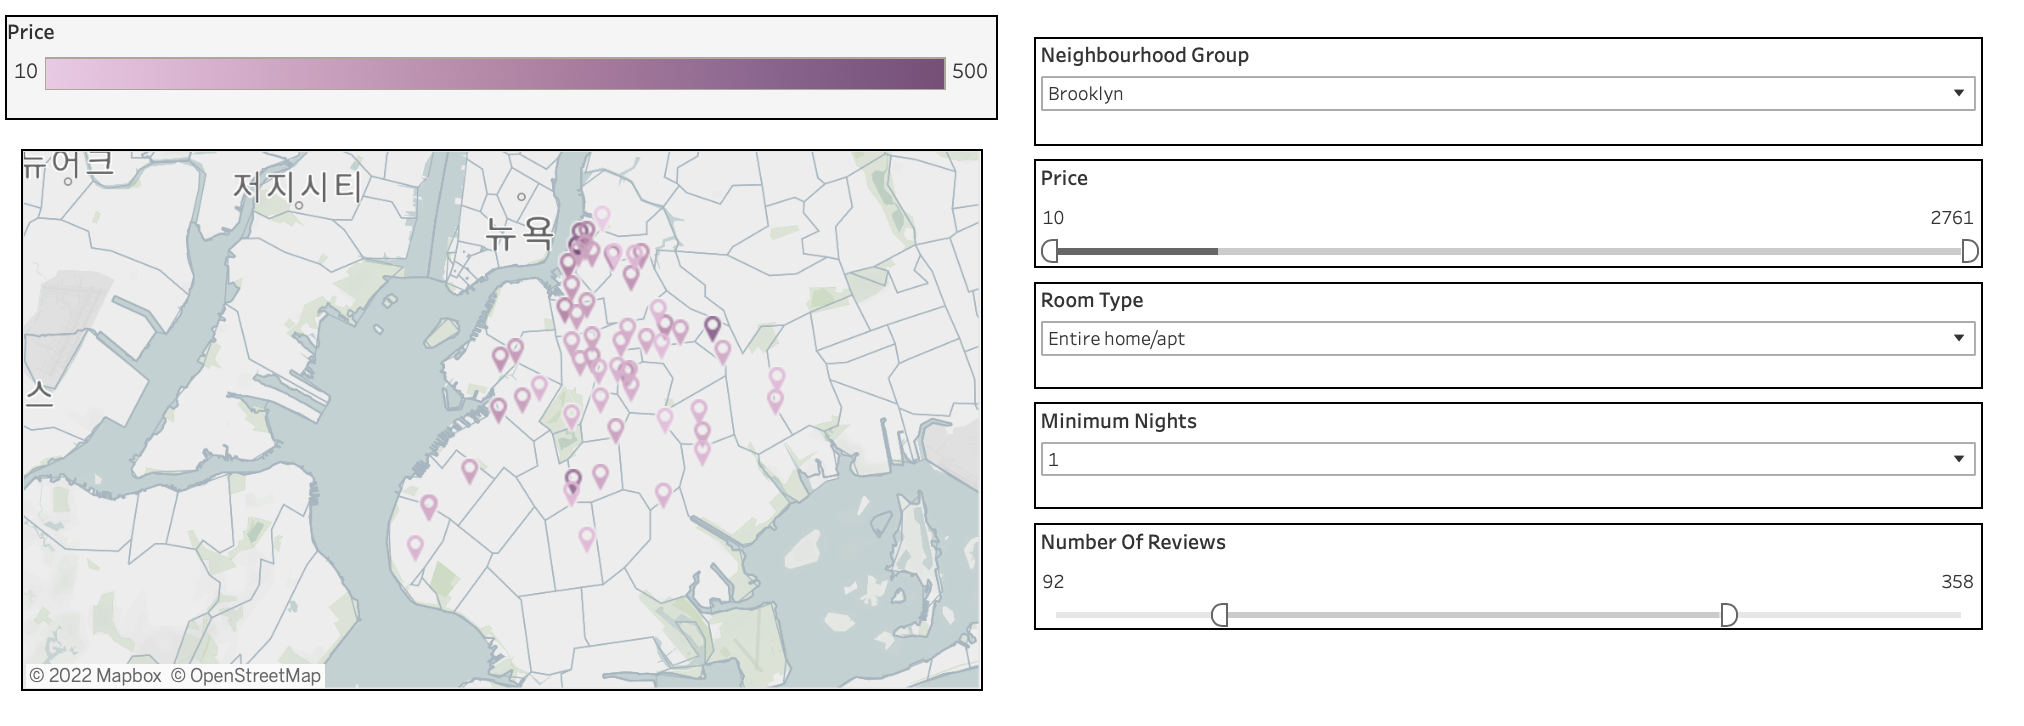 Price
10
500
뉴어크
저지시티
뉴욕
스
© 2022 Mapbox © OpenStreetMap
Neighbourhood Group
Brooklyn
Price
10
2761
Room Type
Entire home/apt
Minimum Nights
1
Number Of Reviews
92
358